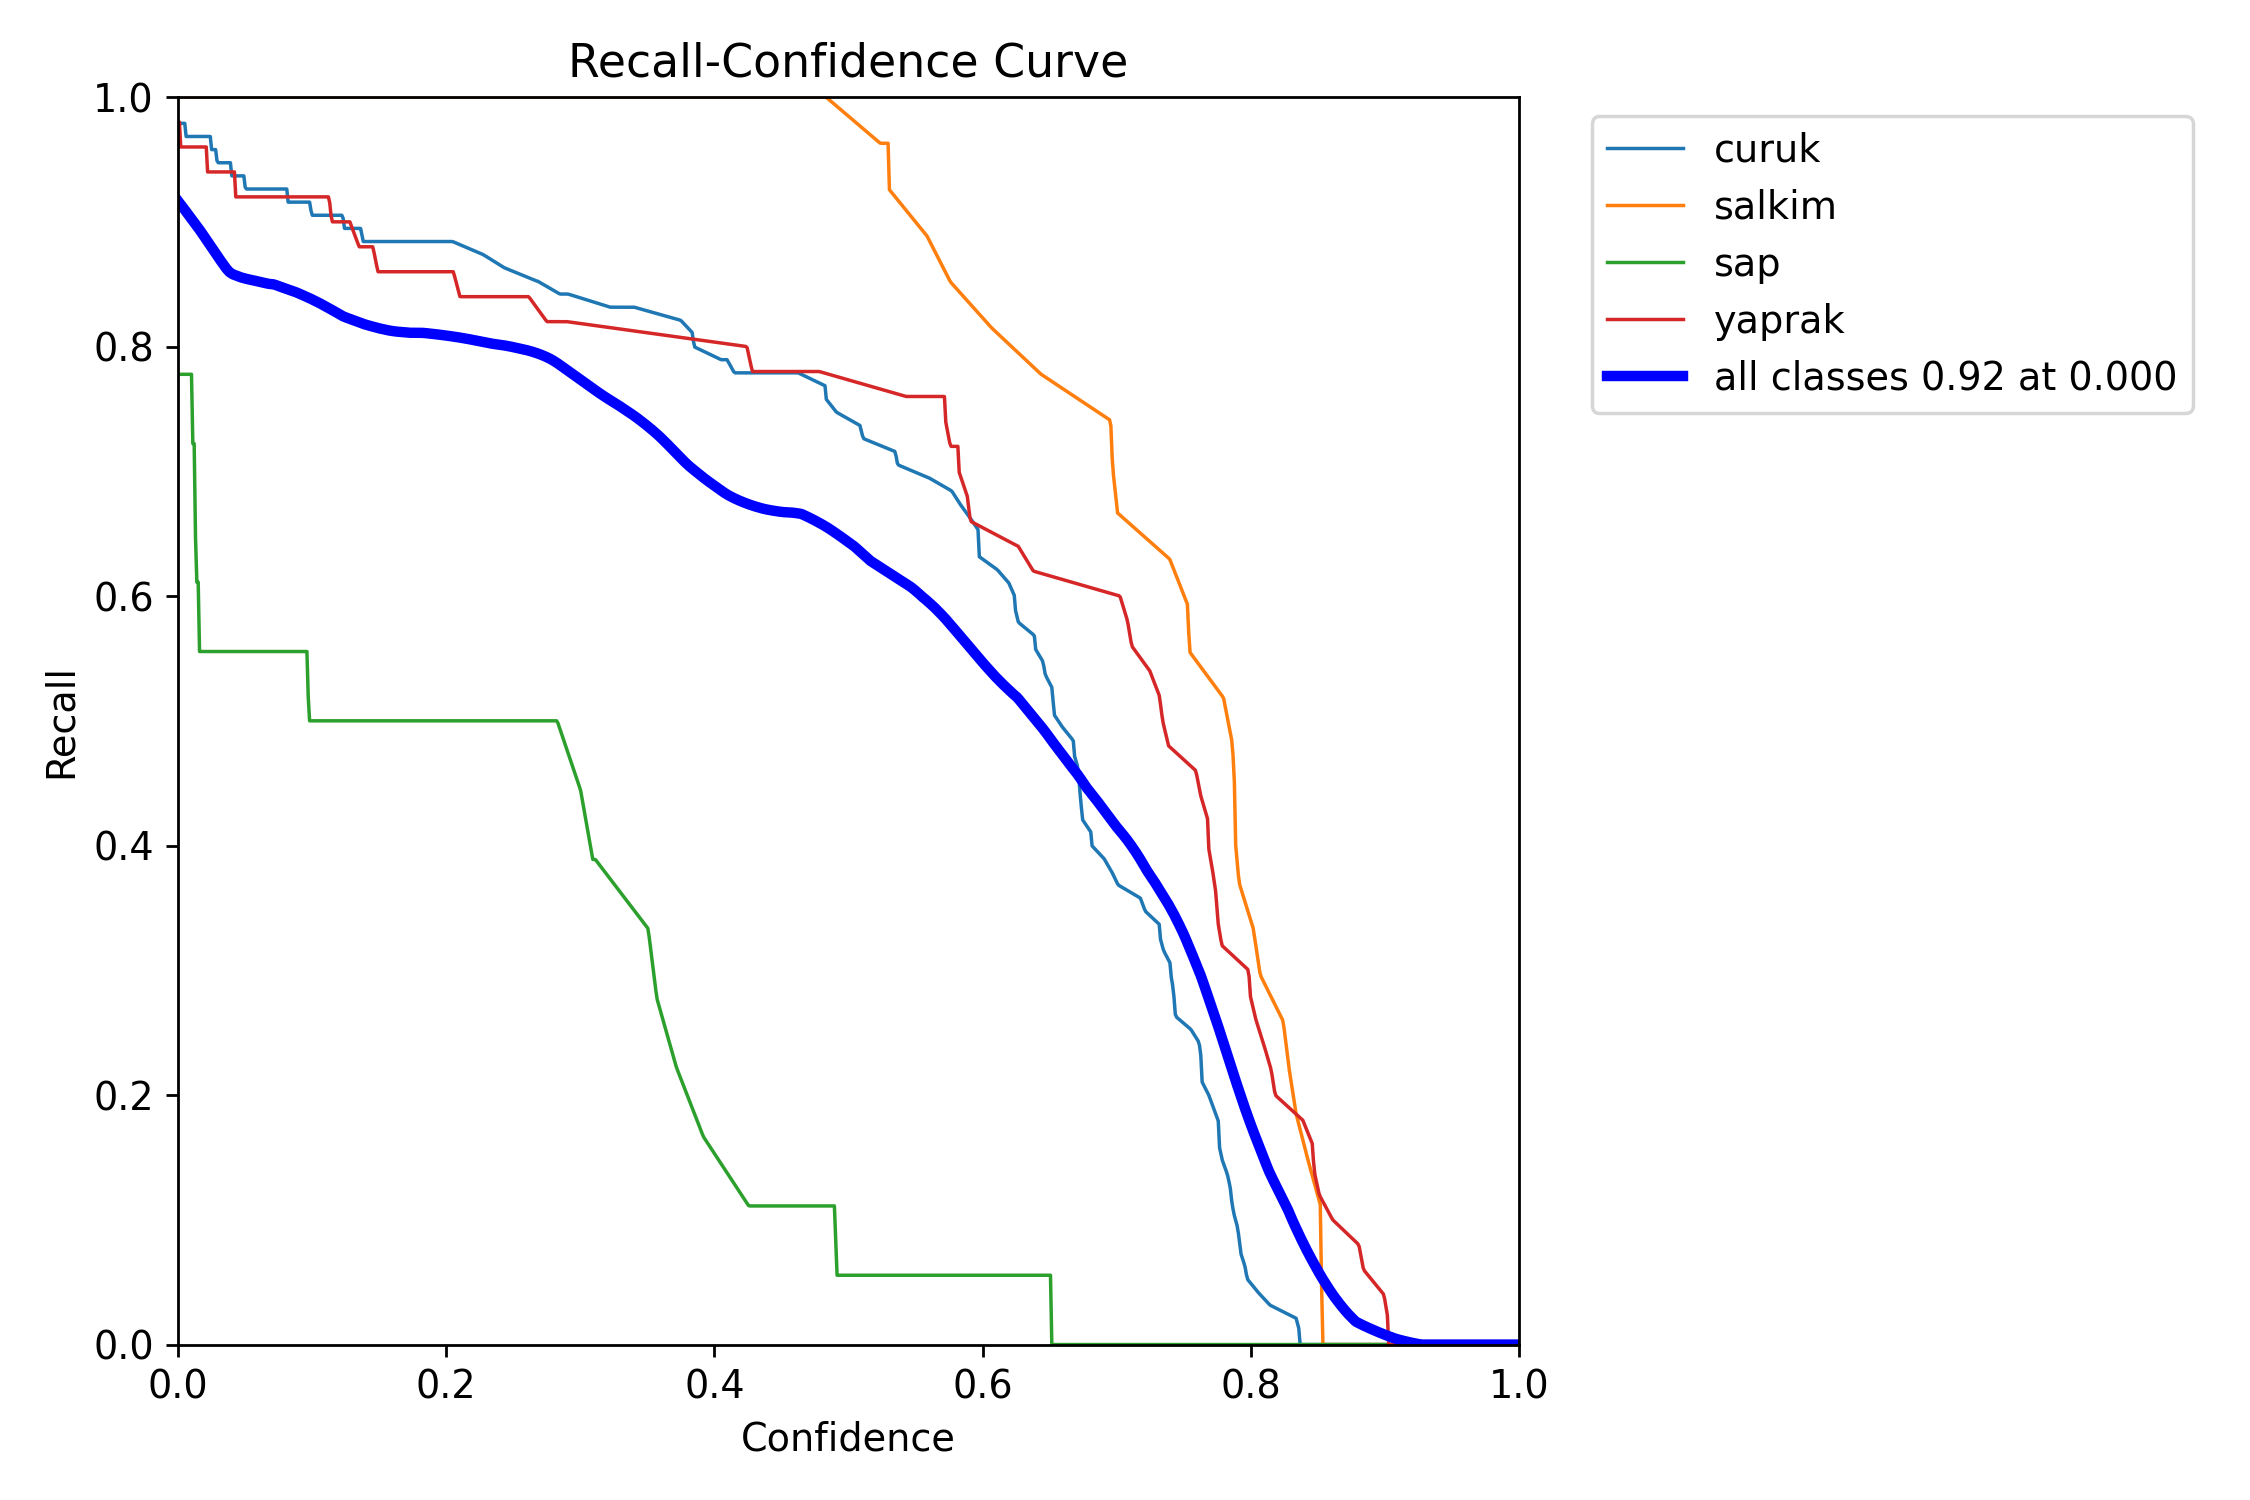 Recall-Confidence Curve
1.0
0.8
0.6
0.4
0.2
0.0
Recall
0.0 0.2 0.4 0.6 0.8 1.0
Confidence
curuk
salkim
sap
yaprak
all classes 0.92 at 0.000